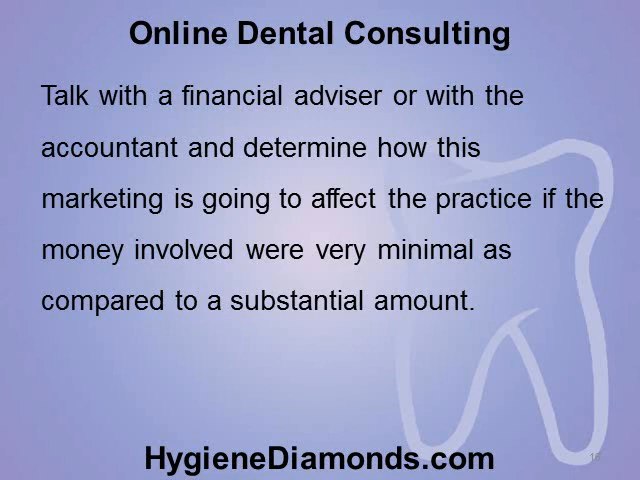 Online Dental Consulting
Talk with a financial adviser or with the
accountant and determine how this
marketing is going to affect the practice if the
money involved were very minimal as
compared to a substantial amount.
HygieneDiamonds.com